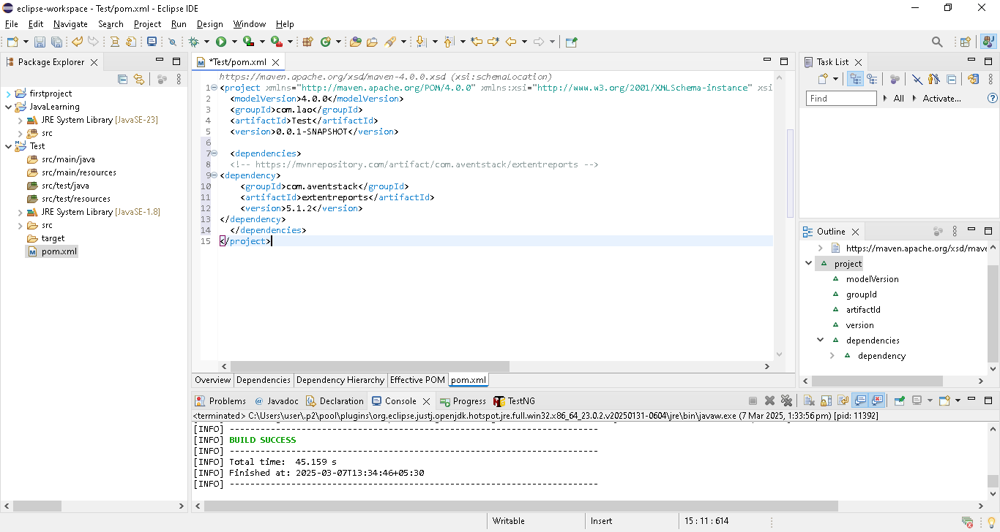 eclipse-workspace - Test/pom.xml - Eclipse IDE
File Edit Navigate Search Project Run Design Window Help
Package Explorer
firstproject
JavaLearning
JRE System Library [JavaSE-23]
src
Test
src/main/java
src/main/resources
src/test/java
src/test/resources
JRE System Library [JavaSE-1.8]
src
target
pom.xml
*Test/pom.xml
https://maven.apache.org/xsd/maven-4.0.0.xsd (xsi:schemaLocation)
1 <project xmlns="http://maven.apache.org/POM/4.0.0" xmlns:xsi="http://www.w3.org/2001/XMLSchema-instance" xsi
2 <modelVersion>4.0.0</modelVersion>
3 <groupId>com.lao</groupId>
4 <artifactId>Test</artifactId>
5 <version>0.0.1-SNAPSHOT</version>
6
7 <dependencies>
8 <!-- https://mvnrepository.com/artifact/com.aventstack/extentreports -->
9 <dependency>
10 <groupId>com.aventstack</groupId>
11 <artifactId>extentreports</artifactId>
12 <version>5.1.2</version>
13 </dependency>
14 </dependencies>
15 </project>
Overview Dependencies Dependency Hierarchy Effective POM pom.xml
Task List
Find All Activate...
Outline
https://maven.apache.org/xsd/mave
project
modelVersion
groupId
artifactId
version
dependencies
dependency
Problems Javadoc Declaration Console Progress TestNG
<terminated> C:\Users\user\.p2\pool\plugins\org.eclipse.justj.openjdk.hotspot.jre.full.win32.x86_64_23.0.2.v20250131-0604\jre\bin\javaw.exe (7 Mar 2025, 1:33:56 pm) [pid: 11392]
[INFO] ------------------------------------------------------------------------
[INFO] BUILD SUCCESS
[INFO] ------------------------------------------------------------------------
[INFO] Total time:  45.159 s
[INFO] Finished at: 2025-03-07T13:34:46+05:30
[INFO] ------------------------------------------------------------------------
Writable Insert 15 : 11 : 614